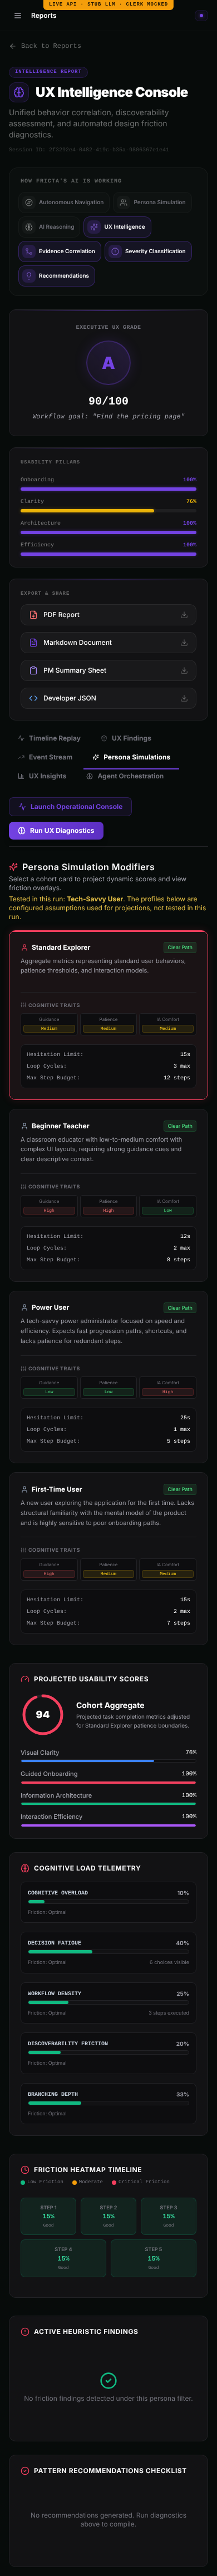 LIVE API · STUB LLM · CLERK MOCKED
Reports
Back to Reports
INTELLIGENCE REPORT
UX Intelligence Console
Unified behavior correlation, discoverability
assessment, and automated design friction
diagnostics.
HOW FRICTA'S AI IS WORKING
Autonomous Navigation
Persona Simulation
AI Reasoning
UX Intelligence
Evidence Correlation
Severity Classification
Recommendations
EXECUTIVE UX GRADE
A
90/100
Workflow goal: "Find the pricing page"
USABILITY PILLARS
Onboarding 100%
Clarity 76%
Architecture 100%
Efficiency 100%
EXPORT & SHARE
PDF Report
Markdown Document
PM Summary Sheet
Developer JSON
Timeline Replay
UX Findings
Event Stream
Persona Simulations
UX Insights
Agent Orchestration
Launch Operational Console
Run UX Diagnostics
Persona Simulation Modifiers
Select a cohort card to project dynamic scores and view
friction overlays.
Tested in this run: Tech-Savvy User. The profiles below are
configured assumptions used for projections, not tested in this
run.
Standard Explorer Clear Path
Aggregate metrics representing standard user behaviors,
patience thresholds, and interaction models.
COGNITIVE TRAITS
Guidance Patience IA Comfort
Medium Medium Medium
Hesitation Limit: 15s
Loop Cycles: 3 max
Max Step Budget: 12 steps
Beginner Teacher Clear Path
A classroom educator with low-to-medium comfort with
complex UI layouts, requiring strong guidance cues and
clear descriptive context.
COGNITIVE TRAITS
Guidance Patience IA Comfort
High High Low
Hesitation Limit: 12s
Loop Cycles: 2 max
Max Step Budget: 8 steps
Power User Clear Path
A tech-savvy power administrator focused on speed and
efficiency. Expects fast progression paths, shortcuts, and
lacks patience for redundant steps.
COGNITIVE TRAITS
Guidance Patience IA Comfort
Low Low High
Hesitation Limit: 25s
Loop Cycles: 1 max
Max Step Budget: 5 steps
First-Time User Clear Path
A new user exploring the application for the first time. Lacks
structural familiarity with the mental model of the product
and is highly sensitive to poor onboarding paths.
COGNITIVE TRAITS
Guidance Patience IA Comfort
High Medium Medium
Hesitation Limit: 15s
Loop Cycles: 2 max
Max Step Budget: 7 steps
PROJECTED USABILITY SCORES
94
Cohort Aggregate
Projected task completion metrics adjusted
for Standard Explorer patience boundaries.
Visual Clarity 76%
Guided Onboarding 100%
Information Architecture 100%
Interaction Efficiency 100%
COGNITIVE LOAD TELEMETRY
COGNITIVE OVERLOAD 10%
Friction: Optimal
DECISION FATIGUE 40%
Friction: Optimal 8 choices visible
WORKFLOW DENSITY 25%
Friction: Optimal 3 steps executed
DISCOVERABILITY FRICTION 20%
Friction: Optimal
BRANCHING DEPTH 33%
Friction: Optimal
FRICTION HEATMAP TIMELINE
Low Friction Moderate Critical Friction
STEP 1 STEP 2 STEP 3
15% 15% 15%
Good Good Good
STEP 4 STEP 5
15% 15%
Good Good
ACTIVE HEURISTIC FINDINGS
No friction findings detected under this persona filter.
PATTERN RECOMMENDATIONS CHECKLIST
No recommendations generated. Run diagnostics
above to compile.